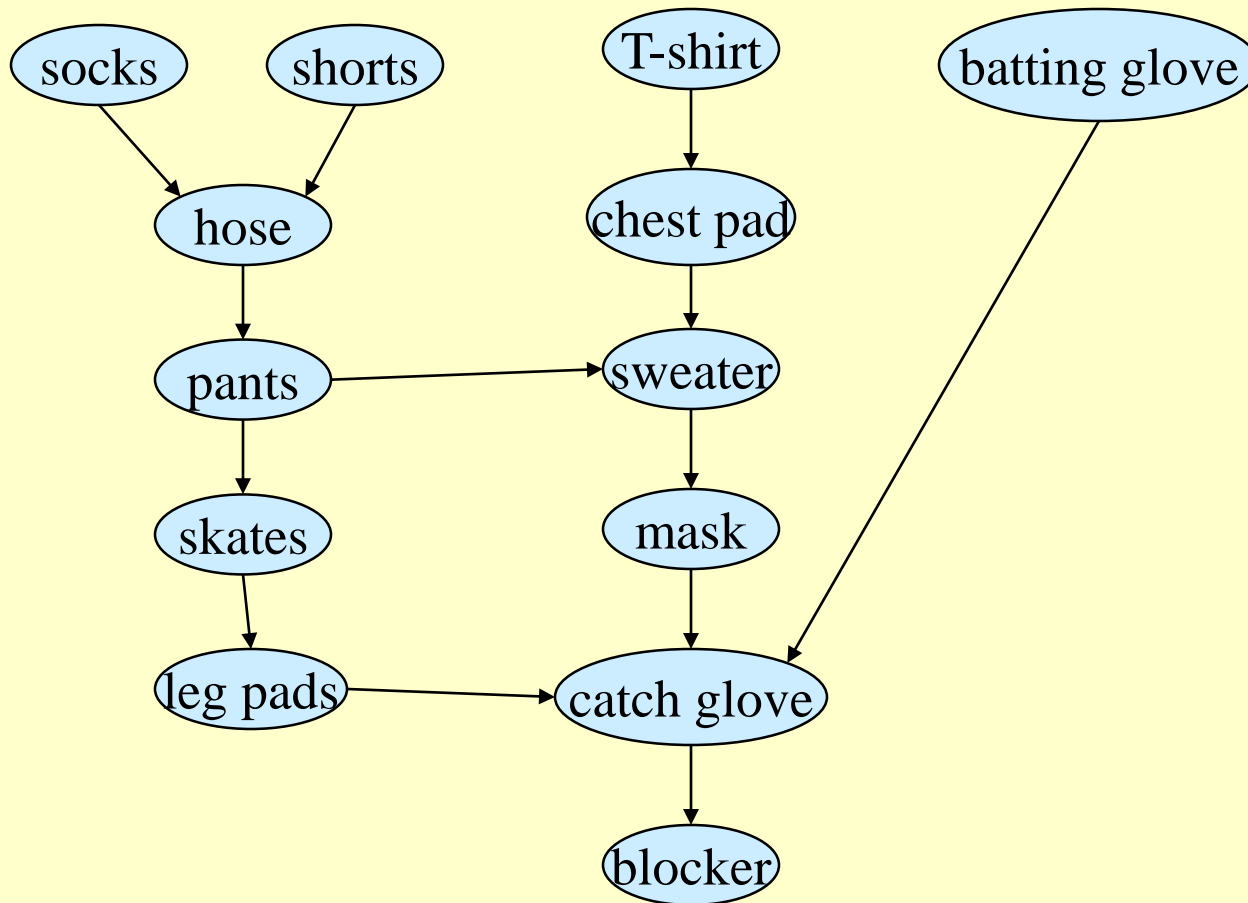 socks
shorts
T-shirt
batting glove
hose
chest pad
pants
sweater
skates
mask
leg pads
catch glove
blocker